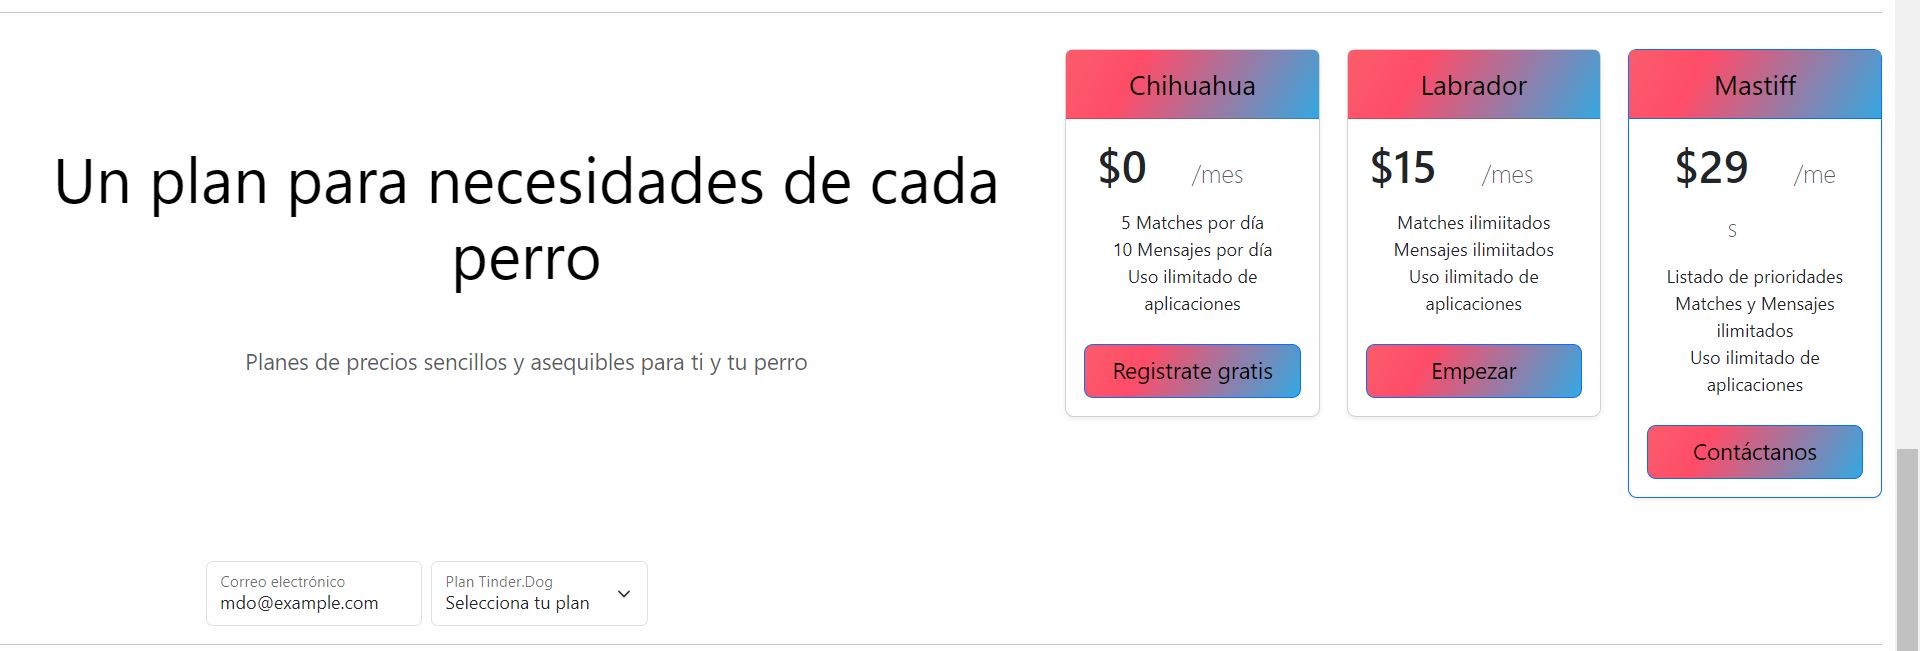 Un plan para necesidades de cada
perro
Planes de precios sencillos y asequibles para ti y tu perro
Chihuahua
$0 /mes
5 Matches por día
10 Mensajes por día
Uso ilimitado de
aplicaciones
Registrate gratis
Labrador
$15 /mes
Matches ilimiitados
Mensajes ilimiitados
Uso ilimitado de
aplicaciones
Empezar
Mastiff
$29 /me
s
Listado de prioridades
Matches y Mensajes
ilimitados
Uso ilimitado de
aplicaciones
Contáctanos
Correo electrónico
mdo@example.com
Plan Tinder.Dog
Selecciona tu plan